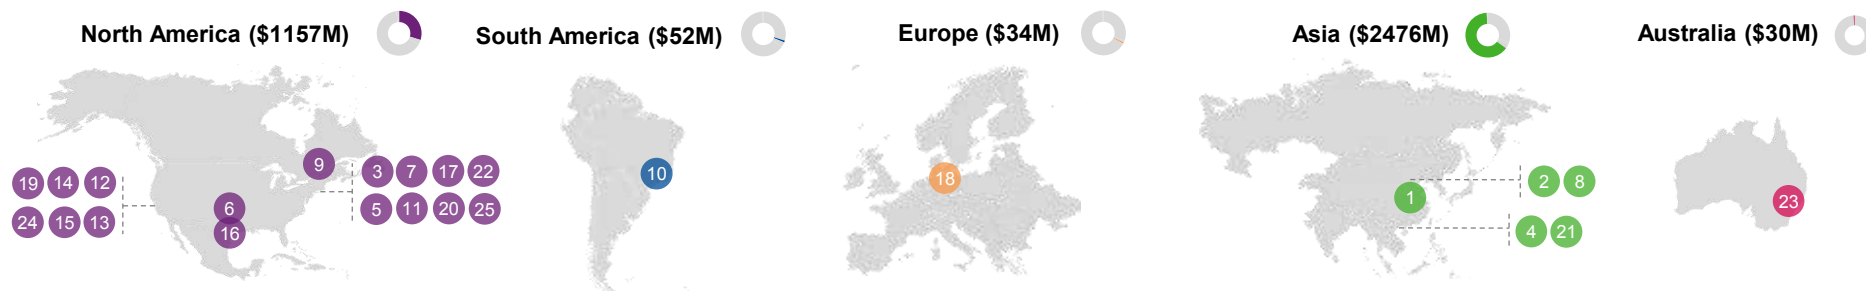 North America ($1157M)
South America ($52M)
Europe ($34M)
Asia ($2476M)
Australia ($30M)
9
3 7 17 22
19 14 12
6
5 11 20 25
24 15 13
16
10
18
1
2 8
4 21
23